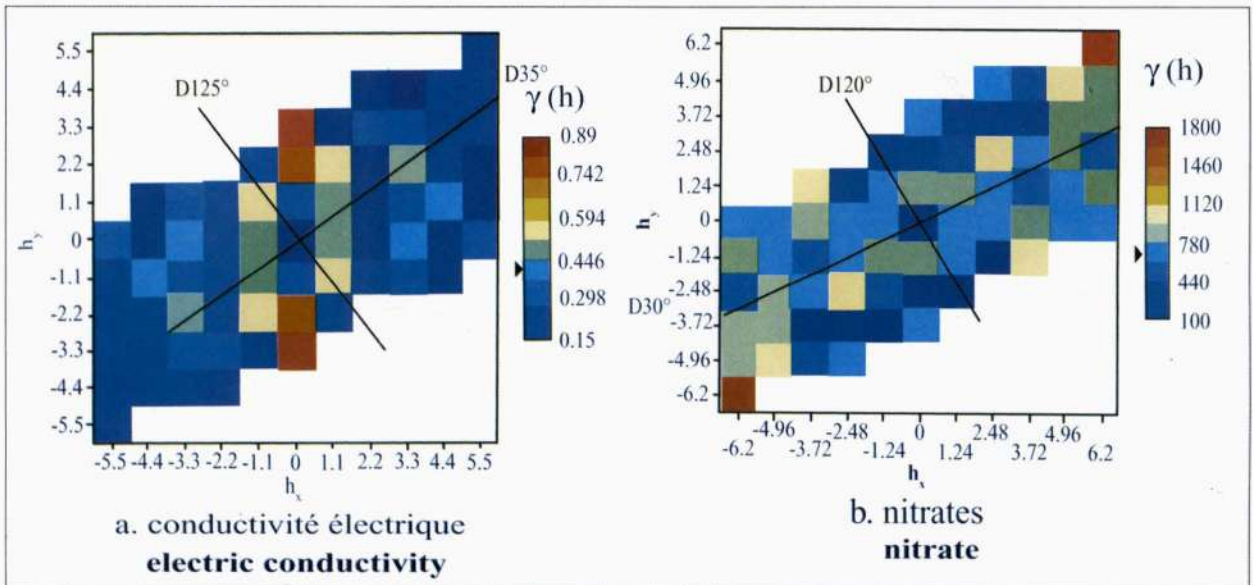 5.5
4.4
3.3
2.2
1.1
0
-1.1
-2.2
-3.3
-4.4
-5.5
h_y
D125°
D35°
γ (h)
0.89
0.742
0.594
0.446
0.298
0.15
-5.5 -4.4 -3.3 -2.2 -1.1 0 1.1 2.2 3.3 4.4 5.5
h_x
a. conductivité électrique
electric conductivity
6.2
4.96
3.72
2.48
1.24
0
-1.24
-2.48
-3.72
-4.96
-6.2
h_y
D120°
D30°
γ (h)
1800
1460
1120
780
440
100
-4.96 -2.48 0 2.48 4.96
-6.2 -3.72 -1.24 1.24 3.72 6.2
h_x
b. nitrates
nitrate